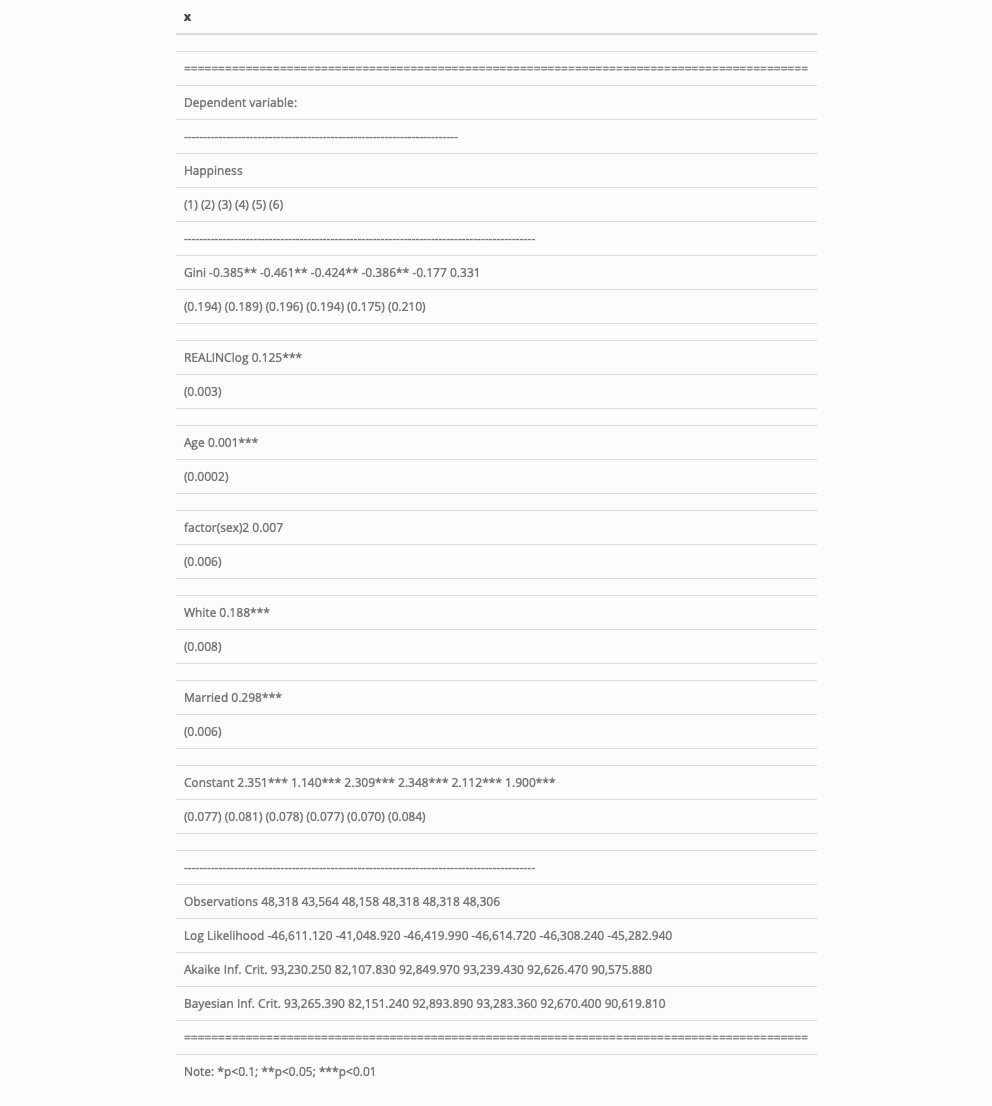 x
==========================================================================================
Dependent variable:
-----------------------------------------------------------------------
Happiness
(1) (2) (3) (4) (5) (6)
-------------------------------------------------------------------------------------------
Gini -0.385** -0.461** -0.424** -0.386** -0.177 0.331
(0.194) (0.189) (0.196) (0.194) (0.175) (0.210)
REALINClog 0.125***
(0.003)
Age 0.001***
(0.0002)
factor(sex)2 0.007
(0.006)
White 0.188***
(0.008)
Married 0.298***
(0.006)
Constant 2.351*** 1.140*** 2.309*** 2.348*** 2.112*** 1.900***
(0.077) (0.081) (0.078) (0.077) (0.070) (0.084)
-------------------------------------------------------------------------------------------
Observations 48,318 43,564 48,158 48,318 48,318 48,306
Log Likelihood -46,611.120 -41,048.920 -46,419.990 -46,614.720 -46,308.240 -45,282.940
Akaike Inf. Crit. 93,230.250 82,107.830 92,849.970 93,239.430 92,626.470 90,575.880
Bayesian Inf. Crit. 93,265.390 82,151.240 92,893.890 93,283.360 92,670.400 90,619.810
==========================================================================================
Note: *p<0.1; **p<0.05; ***p<0.01